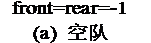 front=rear=-1
(a) 空队